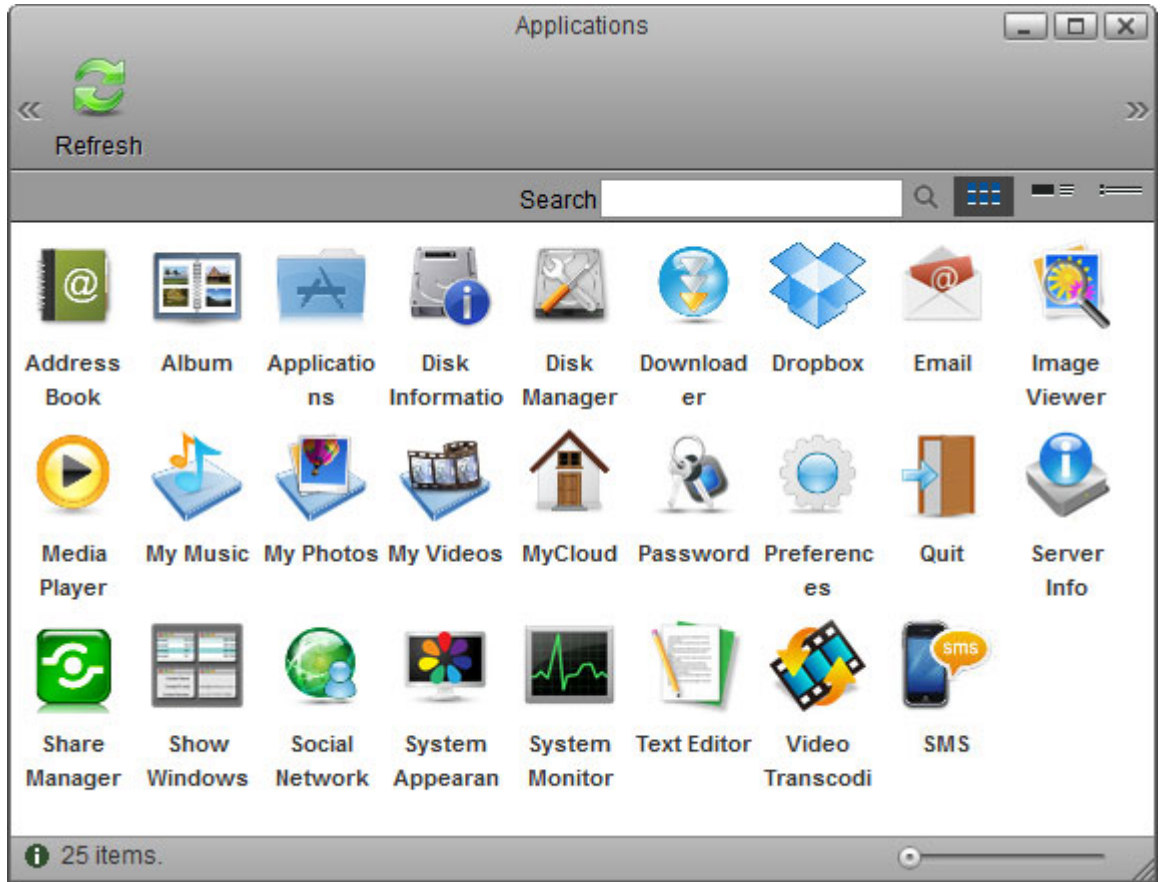 Applications
Refresh
Search
Address Album Applicatio Disk Disk Download Dropbox Email Image
Book ns Informatio Manager er Viewer
Media My Music My Photos My Videos MyCloud Password Preferenc Quit Server
Player es Info
sms
Share Show Social System System Text Editor Video SMS
Manager Windows Network Appearan Monitor Transcodi
25 items.